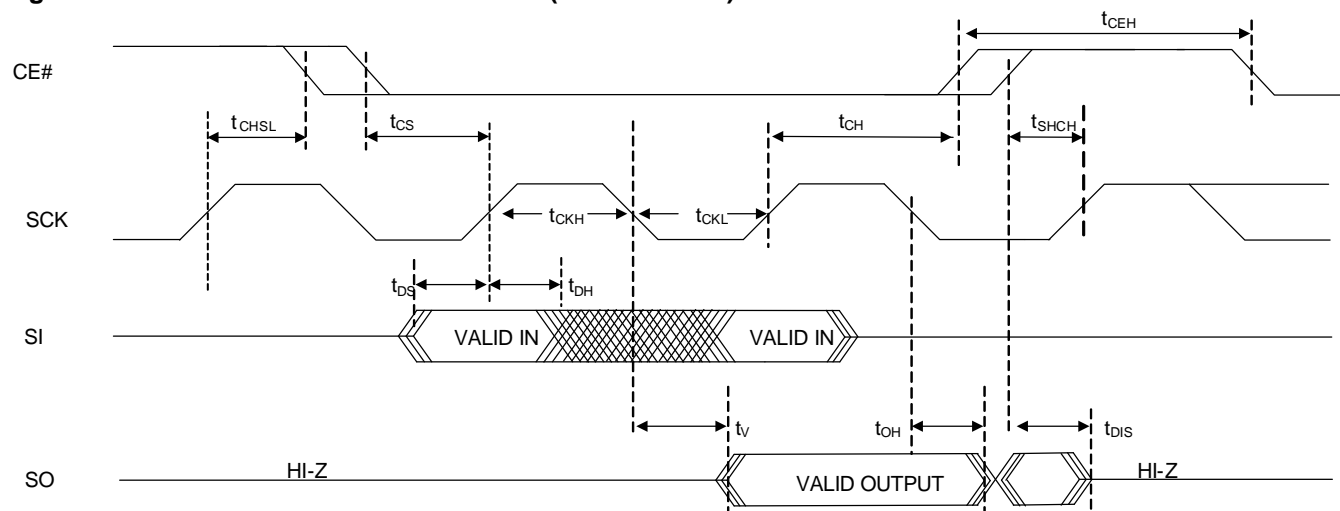 tCEH
CE#
tCHSL
tCS
tCH
tSHCH
SCK
tCKH
tCKL
tDS
tDH
SI
VALID IN
VALID IN
tV
tOH
tDIS
SO
HI-Z
VALID OUTPUT
HI-Z